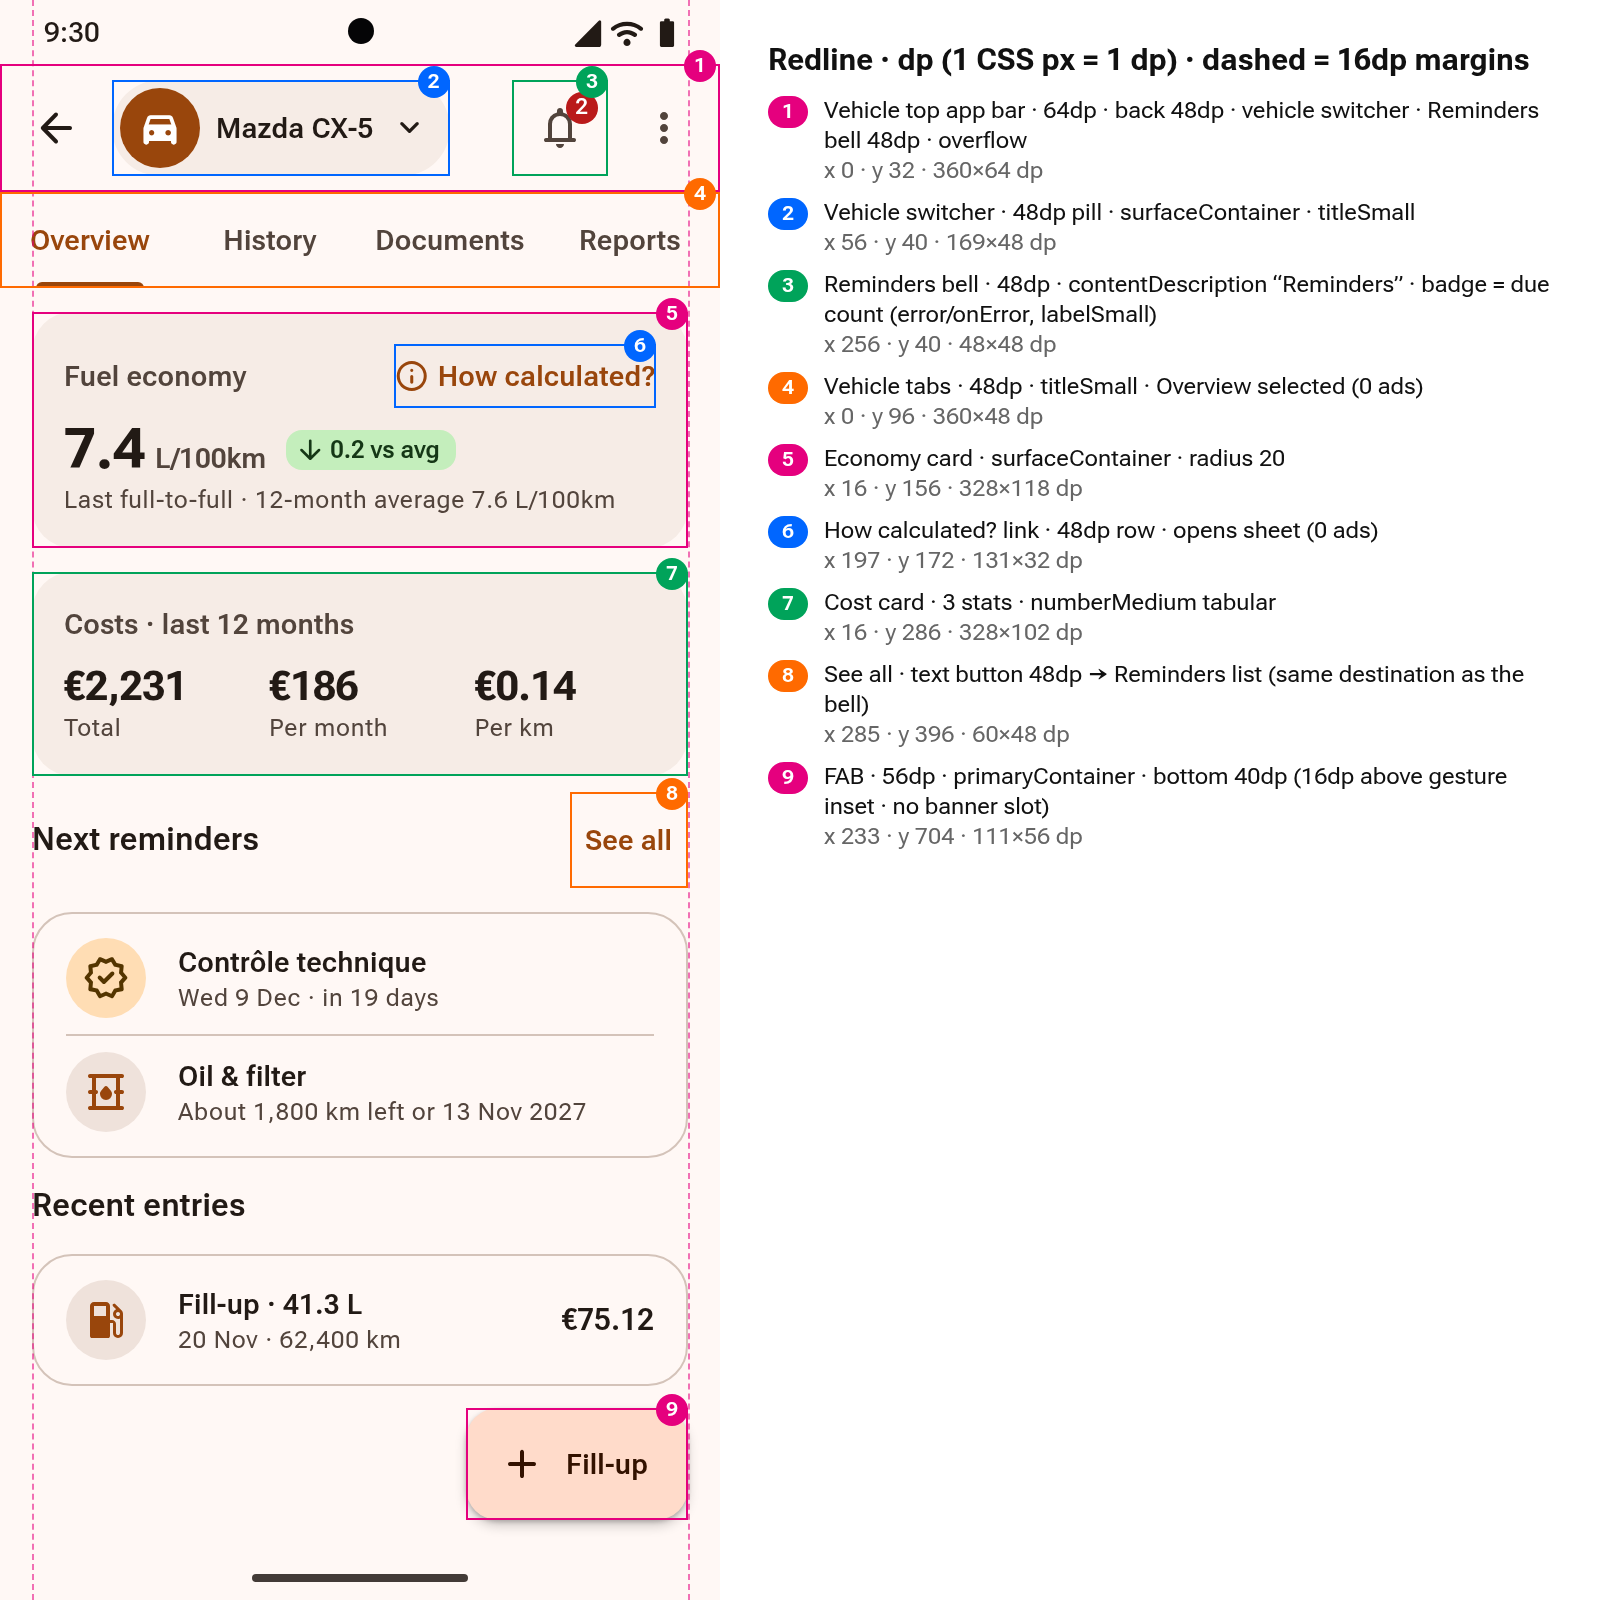 9:30
1
2
Mazda CX-5
3
2
4
Overview History Documents Reports
5
6
Fuel economy
How calculated?
7.4 L/100km
0.2 vs avg
Last full-to-full · 12-month average 7.6 L/100km
7
Costs · last 12 months
€2,231 €186 €0.14
Total Per month Per km
8
Next reminders
See all
Contrôle technique
Wed 9 Dec · in 19 days
Oil & filter
About 1,800 km left or 13 Nov 2027
Recent entries
Fill-up · 41.3 L
€75.12
20 Nov · 62,400 km
9
Fill-up
Redline · dp (1 CSS px = 1 dp) · dashed = 16dp margins
1 Vehicle top app bar · 64dp · back 48dp · vehicle switcher · Reminders
bell 48dp · overflow
x 0 · y 32 · 360×64 dp
2 Vehicle switcher · 48dp pill · surfaceContainer · titleSmall
x 56 · y 40 · 169×48 dp
3 Reminders bell · 48dp · contentDescription “Reminders” · badge = due
count (error/onError, labelSmall)
x 256 · y 40 · 48×48 dp
4 Vehicle tabs · 48dp · titleSmall · Overview selected (0 ads)
x 0 · y 96 · 360×48 dp
5 Economy card · surfaceContainer · radius 20
x 16 · y 156 · 328×118 dp
6 How calculated? link · 48dp row · opens sheet (0 ads)
x 197 · y 172 · 131×32 dp
7 Cost card · 3 stats · numberMedium tabular
x 16 · y 286 · 328×102 dp
8 See all · text button 48dp → Reminders list (same destination as the
bell)
x 285 · y 396 · 60×48 dp
9 FAB · 56dp · primaryContainer · bottom 40dp (16dp above gesture
inset · no banner slot)
x 233 · y 704 · 111×56 dp